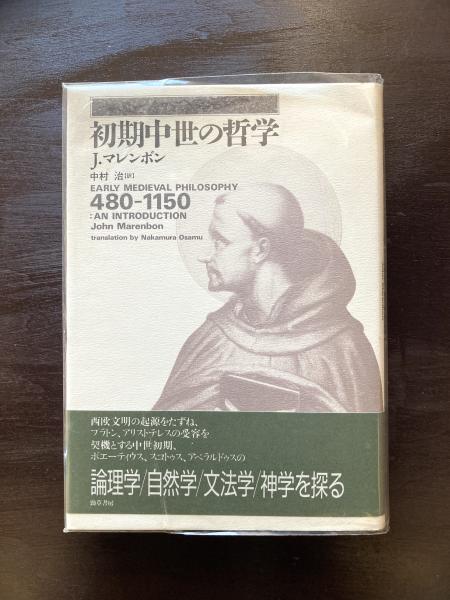 初期中世の哲学
J.マレンボン
中村 治[訳]
EARLY MEDIEVAL PHILOSOPHY
480-1150
:AN INTRODUCTION
John Marenbon
translation by Nakamura Osamu
西欧文明の起源をたずね、
プラトン、アリストテレスの受容を
契機とする中世初期、
ボエーティウス、スコトゥス、アベラルドゥスの
論理学/自然学/文法学/神学を探る
勁草書房